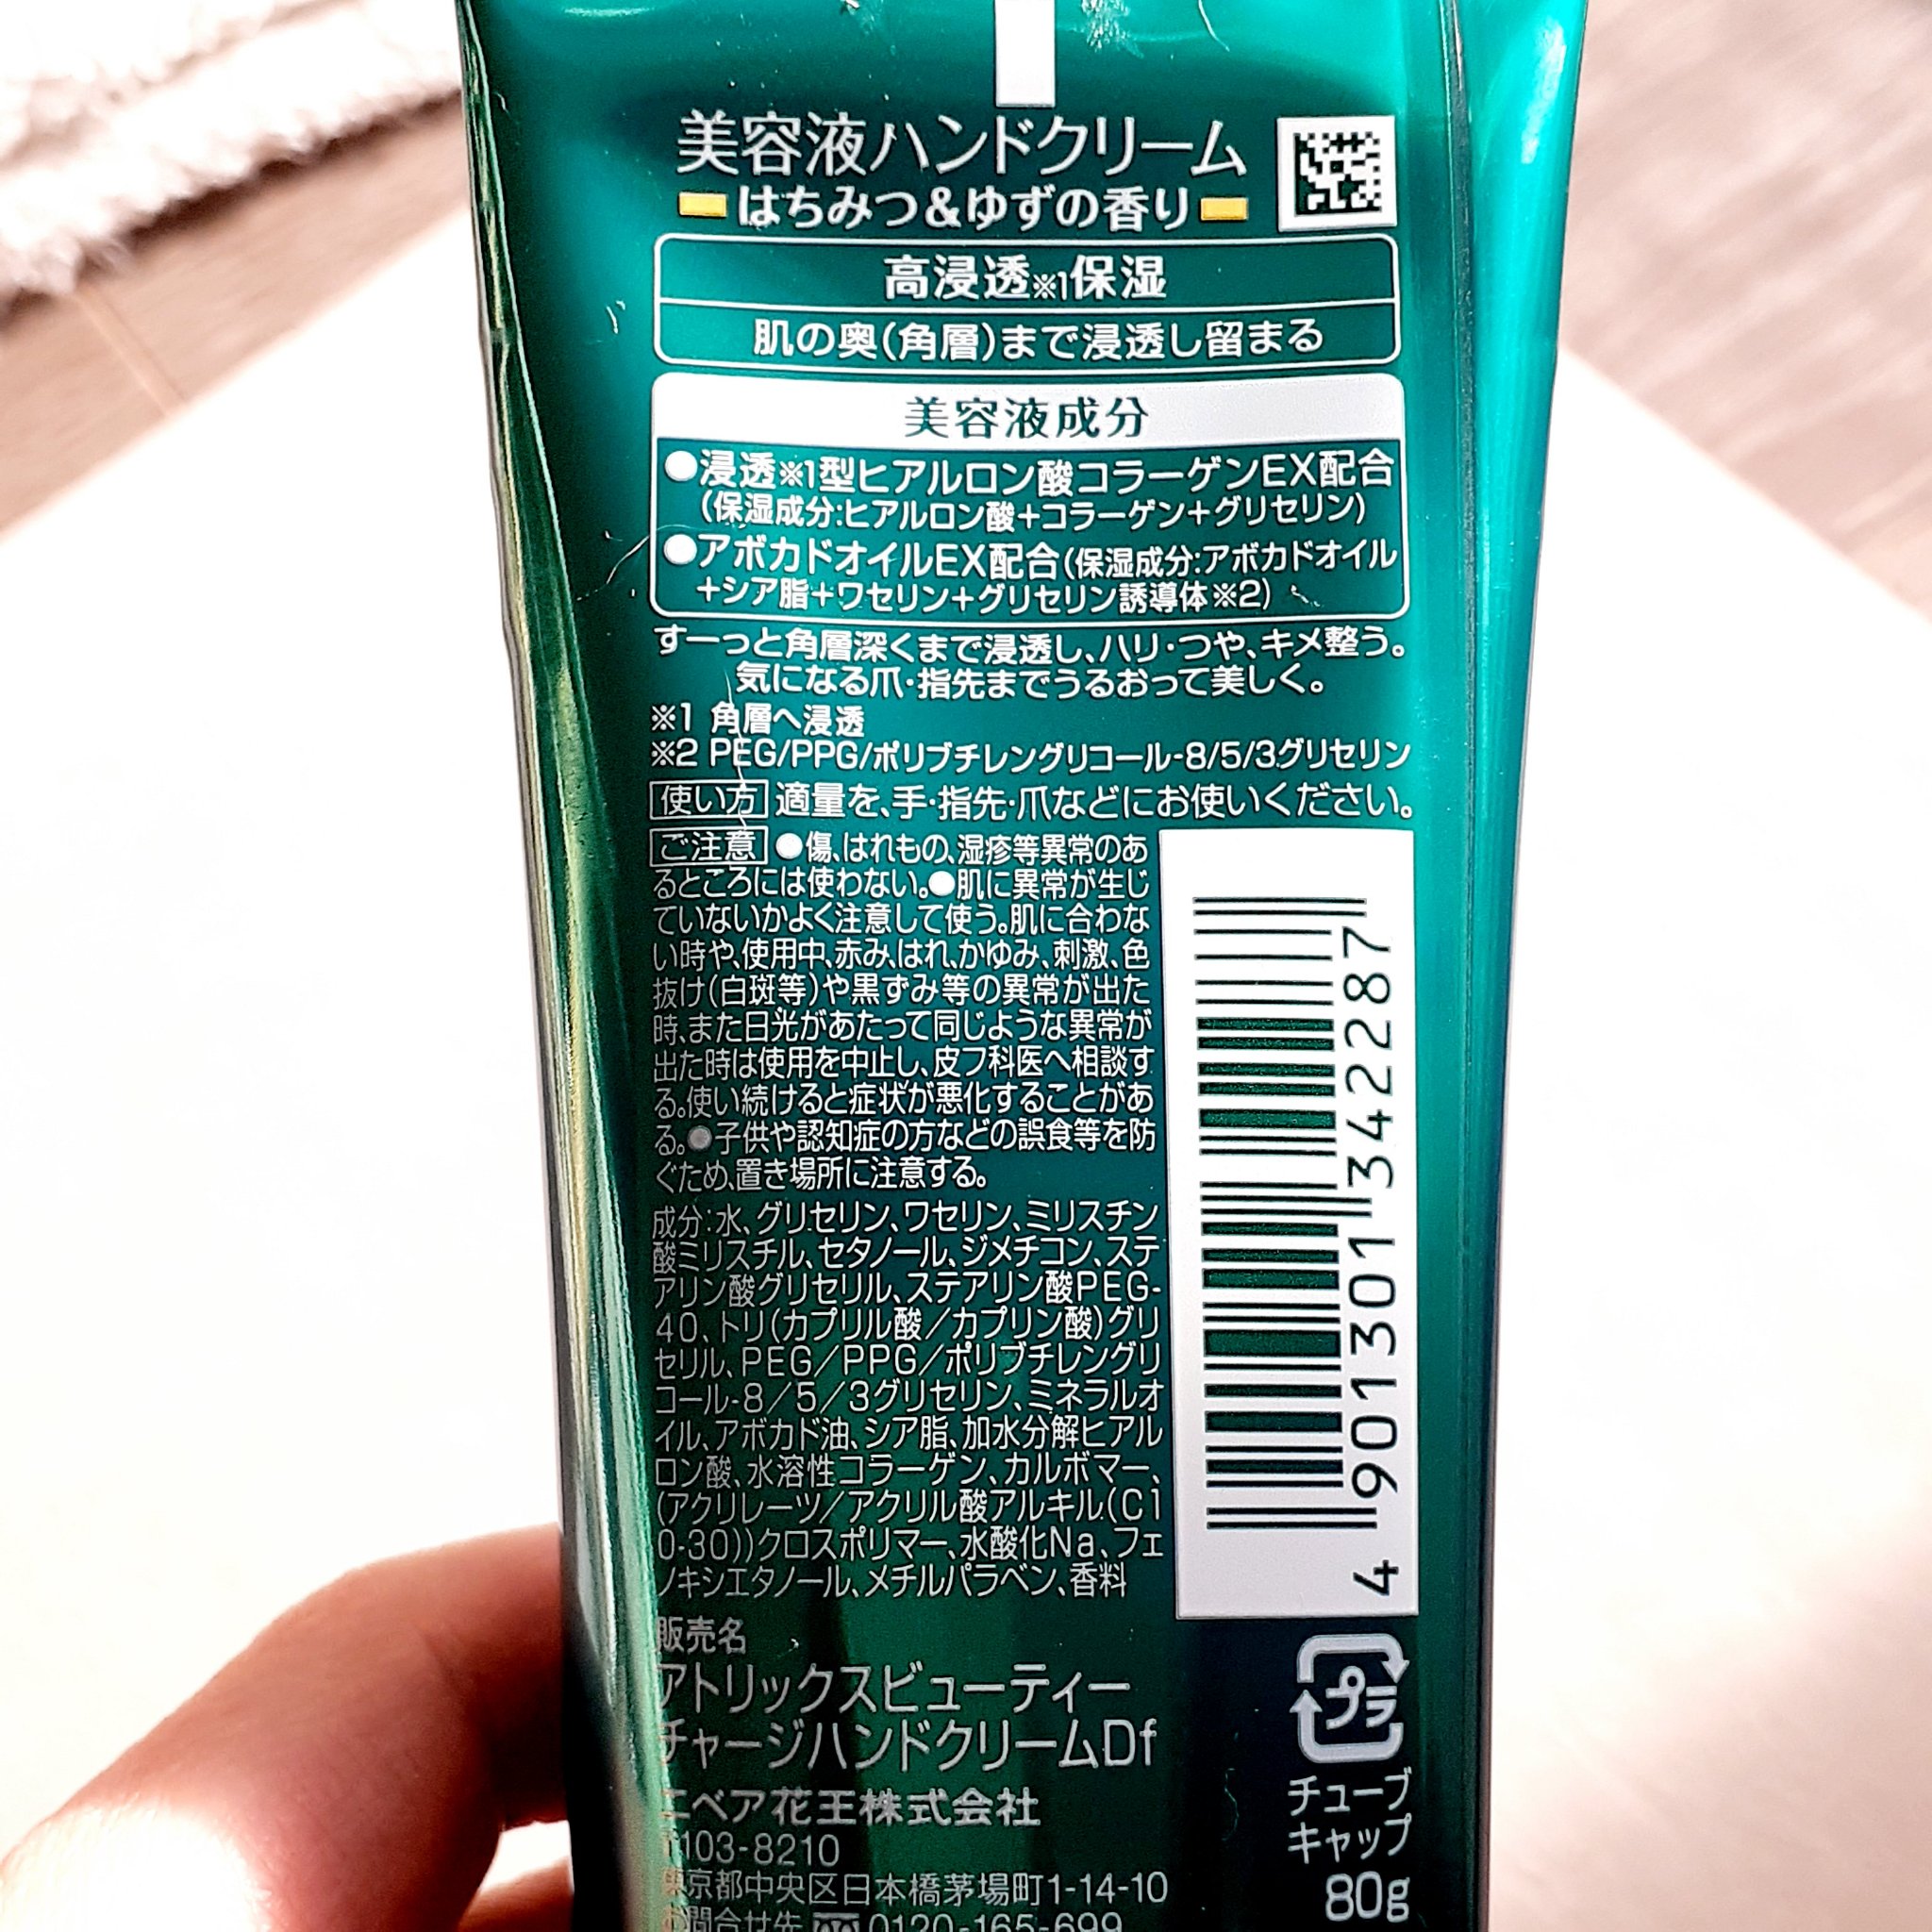 美容液ハンドクリーム
はちみつ&ゆずの香り
高浸透※1保湿
肌の奥(角層)まで浸透し留まる
美容液成分
●浸透※1型ヒアルロン酸コラーゲンEX配合
(保湿成分:ヒアルロン酸+コラーゲン+グリセリン)
●アボカドオイルEX配合(保湿成分:アボカドオイル
+シア脂+ワセリン+グリセリン誘導体※2)
すーっと角層深くまで浸透し、ハリ・つや、キメ整う。
気になる爪・指先までうるおって美しく。
※1 角層へ浸透
※2 PEG/PPG/ポリブチレングリコール-8/5/3グリセリン
使い方 適量を、手・指先・爪などにお使いください。
ご注意 ●傷、はれもの、湿疹等異常のあ
るところには使わない。●肌に異常が生じ
ていないかよく注意して使う。肌に合わな
い時や、使用中、赤み、はれ、かゆみ、刺激、色
抜け(白斑等)や黒ずみ等の異常が出た
時、また日光があたって同じような異常が
出た時は使用を中止し、皮フ科医へ相談す
る。使い続けると症状が悪化することがあ
る。●子供や認知症の方などの誤食等を防
ぐため、置き場所に注意する。
成分:水、グリセリン、ワセリン、ミリスチン
酸ミリスチル、セタノール、ジメチコン、ステ
アリン酸グリセリル、ステアリン酸PEG-
40、トリ(カプリル酸/カプリン酸)グリ
セリル、PEG/PPG/ポリブチレングリ
コール-8/5/3グリセリン、ミネラルオ
イル、アボカド油、シア脂、加水分解ヒアル
ロン酸、水溶性コラーゲン、カルボマー、
(アクリレーツ/アクリル酸アルキル(C1
0-30))クロスポリマー、水酸化Na、フェ
ノキシエタノール、メチルパラベン、香料
販売名
アトリックスビューティー
チャージハンドクリームDf
ニベア花王株式会社
〒103-8210
東京都中央区日本橋茅場町1-14-10
お問合せ先 0120-165-699
4901301342287
プラ
チューブ
キャップ
80g